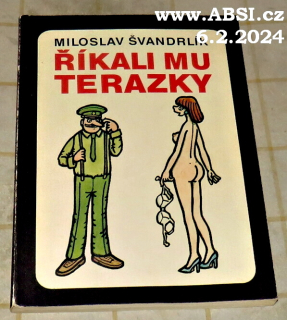 www.ABSI.cz
6.2.2024
MILOSLAV ŠVANDRLÍK
ŘÍKALI MU
TERAZKY